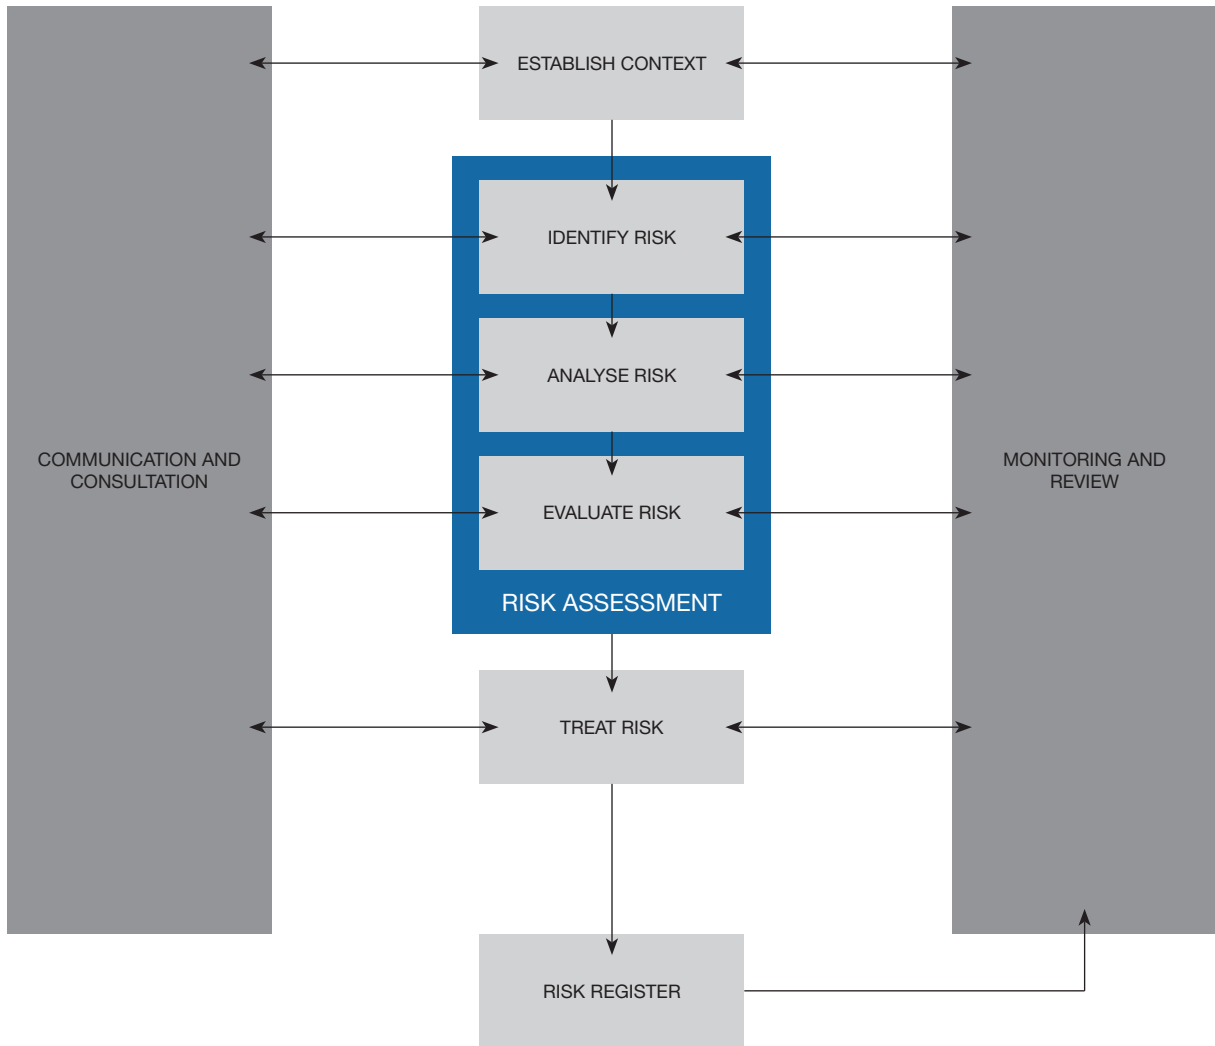 ESTABLISH CONTEXT
IDENTIFY RISK
ANALYSE RISK
COMMUNICATION AND
CONSULTATION
MONITORING AND
REVIEW
EVALUATE RISK
RISK ASSESSMENT
TREAT RISK
RISK REGISTER